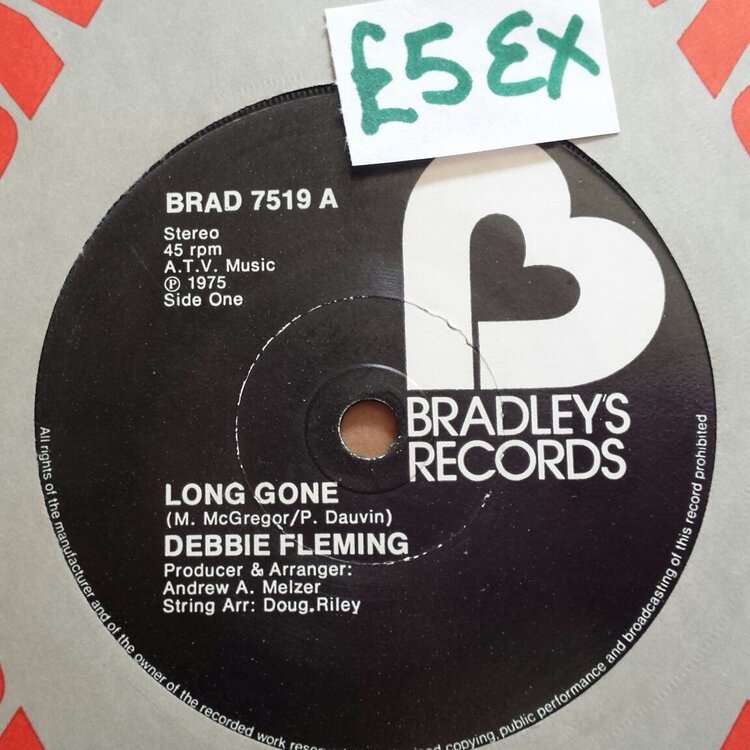 £5 EX
BRAD 7519 A
Stereo
45 rpm
A.T.V. Music
℗ 1975
Side One
BRADLEY'S
RECORDS
LONG GONE
(M. McGregor/P. Dauvin)
DEBBIE FLEMING
Producer & Arranger:
Andrew A. Melzer
String Arr: Doug.Riley
All rights of the manufacturer and of the owner of the recorded work reserved copying, public performance and broadcasting of this record prohibited